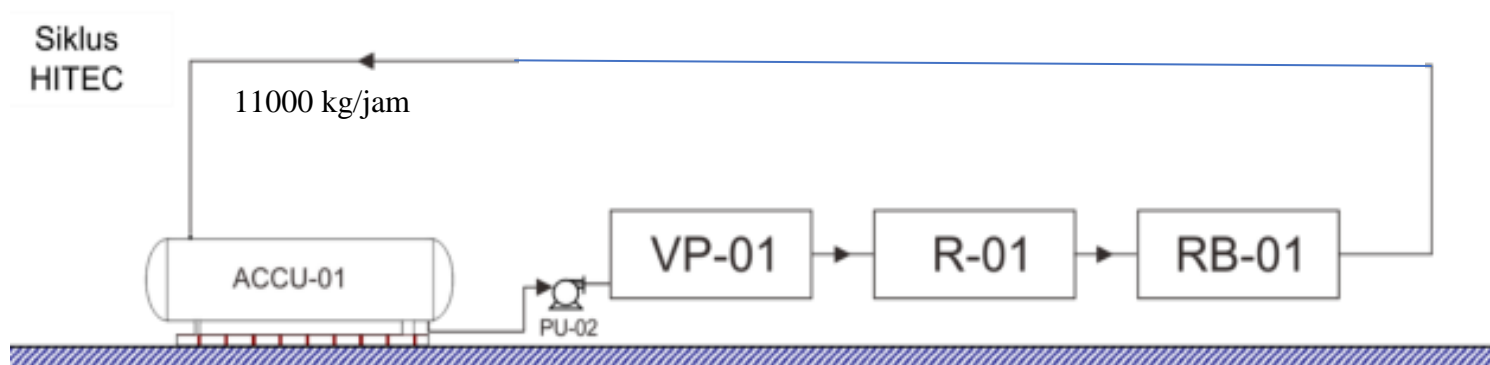 Siklus
HITEC
11000 kg/jam
ACCU-01
PU-02
VP-01
R-01
RB-01